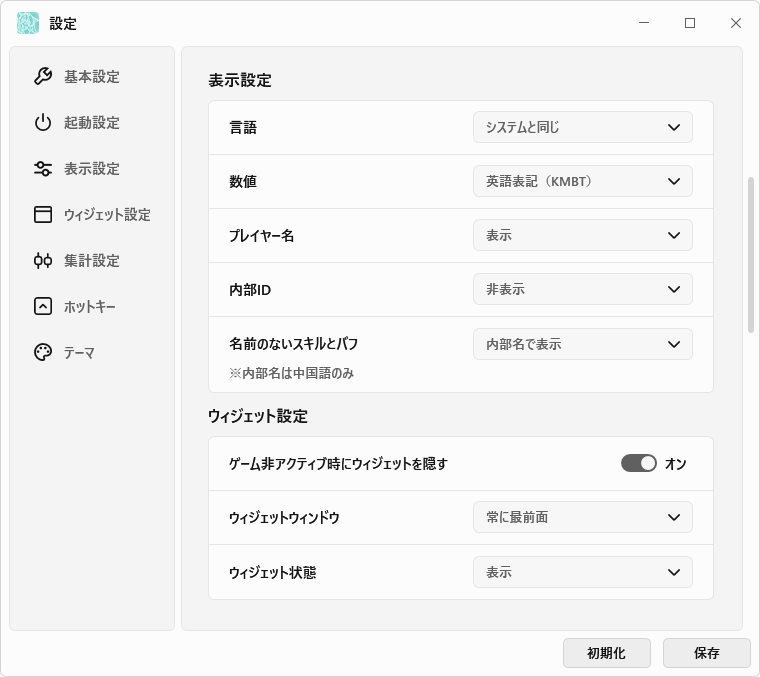 設定
基本設定
起動設定
表示設定
ウィジェット設定
集計設定
ホットキー
テーマ
表示設定
言語
システムと同じ
数値
英語表記（KMBT）
プレイヤー名
表示
内部ID
非表示
名前のないスキルとバフ
内部名で表示
※内部名は中国語のみ
ウィジェット設定
ゲーム非アクティブ時にウィジェットを隠す
オン
ウィジェットウィンドウ
常に最前面
ウィジェット状態
表示
初期化
保存